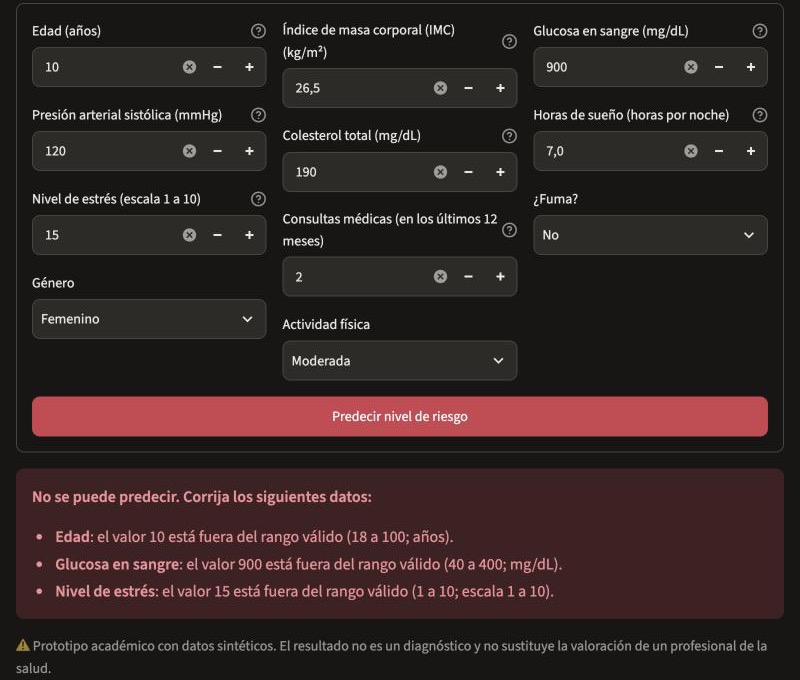 Edad (años)
10
Presión arterial sistólica (mmHg)
120
Nivel de estrés (escala 1 a 10)
15
Género
Femenino
Índice de masa corporal (IMC)
(kg/m²)
26,5
Colesterol total (mg/dL)
190
Consultas médicas (en los últimos 12
meses)
2
Actividad física
Moderada
Glucosa en sangre (mg/dL)
900
Horas de sueño (horas por noche)
7,0
¿Fuma?
No
Predecir nivel de riesgo
No se puede predecir. Corrija los siguientes datos:
• Edad: el valor 10 está fuera del rango válido (18 a 100; años).
• Glucosa en sangre: el valor 900 está fuera del rango válido (40 a 400; mg/dL).
• Nivel de estrés: el valor 15 está fuera del rango válido (1 a 10; escala 1 a 10).
⚠ Prototipo académico con datos sintéticos. El resultado no es un diagnóstico y no sustituye la valoración de un profesional de la
salud.